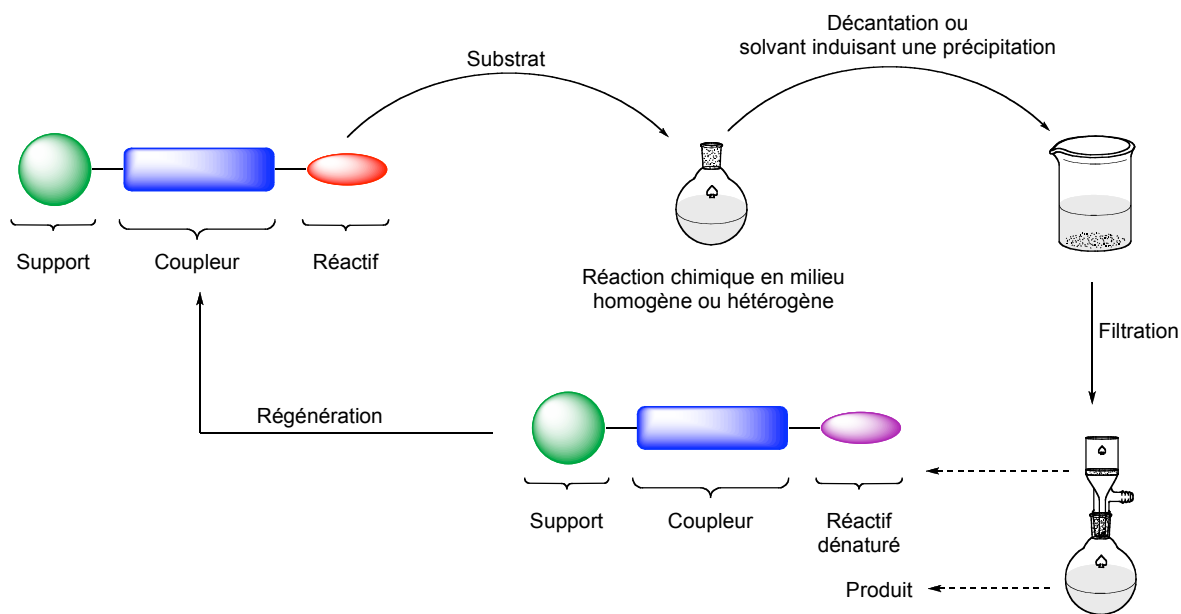 Décantation ou
solvant induisant une précipitation
Substrat
Support
Coupleur
Réactif
Réaction chimique en milieu
homogène ou hétérogène
Filtration
Régénération
Support
Coupleur
Réactif
dénaturé
Produit